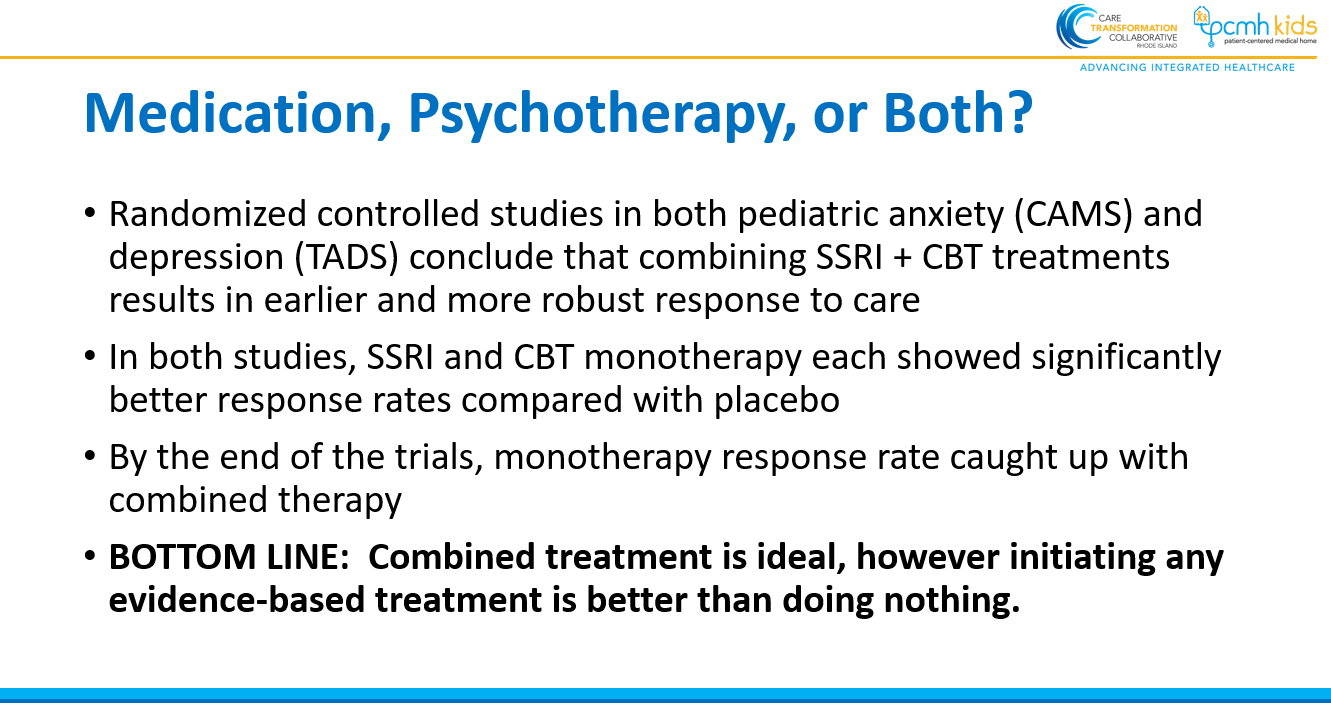 CARE
TRANSFORMATION
COLLABORATIVE
RHODE ISLAND
pcmh kids
patient-centered medical home
ADVANCING INTEGRATED HEALTHCARE
Medication, Psychotherapy, or Both?
• Randomized controlled studies in both pediatric anxiety (CAMS) and
depression (TADS) conclude that combining SSRI + CBT treatments
results in earlier and more robust response to care
• In both studies, SSRI and CBT monotherapy each showed significantly
better response rates compared with placebo
• By the end of the trials, monotherapy response rate caught up with
combined therapy
• BOTTOM LINE:  Combined treatment is ideal, however initiating any
evidence-based treatment is better than doing nothing.